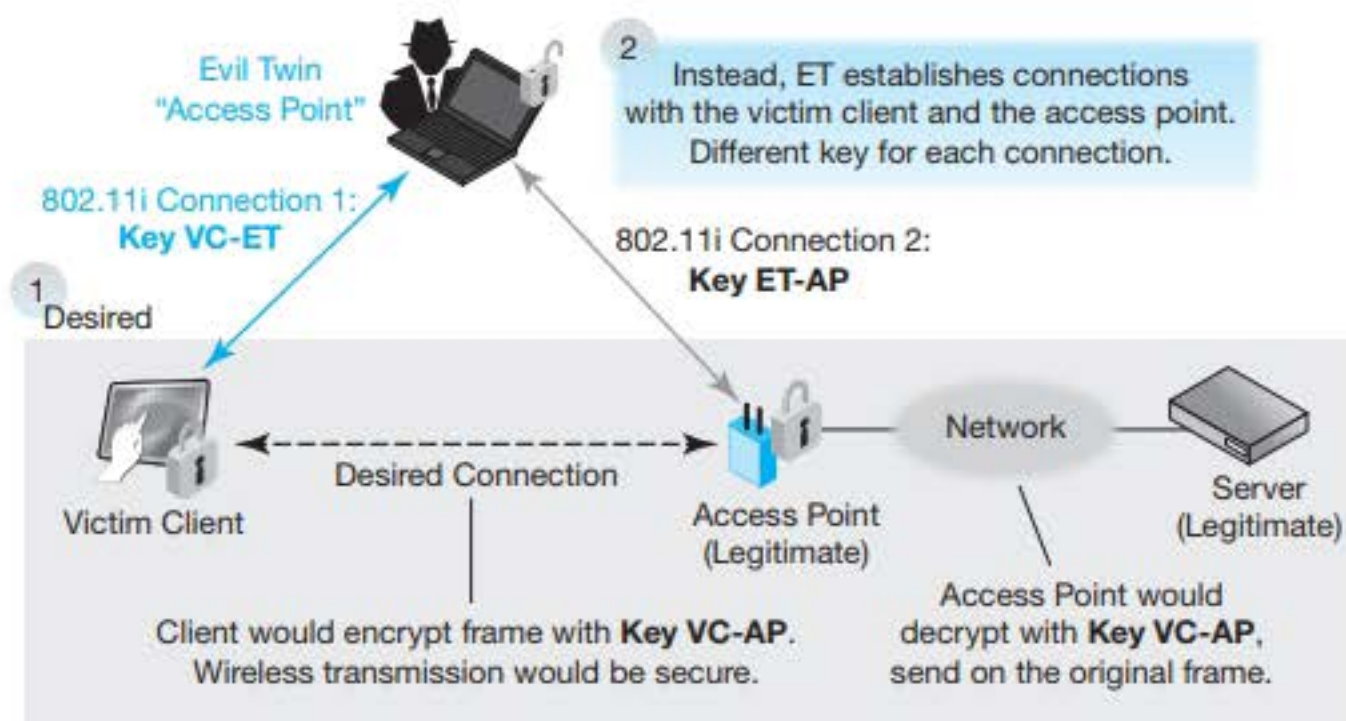 Evil Twin
“Access Point”
2
Instead, ET establishes connections
with the victim client and the access point.
Different key for each connection.
802.11i Connection 1:
Key VC-ET
802.11i Connection 2:
Key ET-AP
1
Desired
Desired Connection
Victim Client
Access Point
(Legitimate)
Network
Server
(Legitimate)
Client would encrypt frame with Key VC-AP.
Wireless transmission would be secure.
Access Point would
decrypt with Key VC-AP,
send on the original frame.